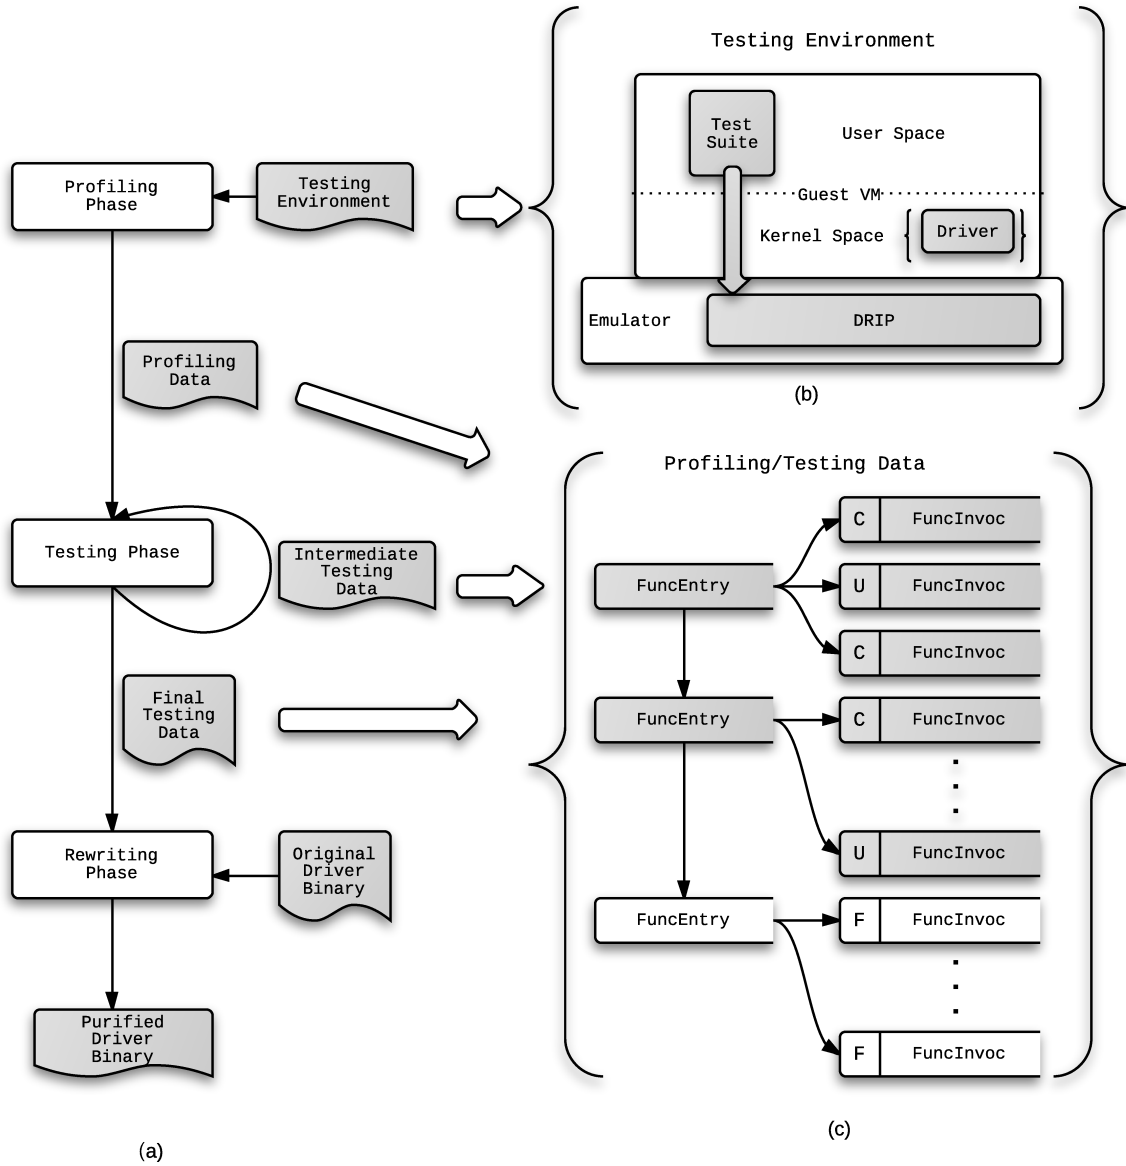 Testing Environment
Test
Suite
User Space
Guest VM
Kernel Space
Driver
Emulator
DRIP
(b)
Profiling
Phase
Testing
Environment
Profiling
Data
Testing Phase
Intermediate
Testing
Data
Final
Testing
Data
Rewriting
Phase
Original
Driver
Binary
Purified
Driver
Binary
(a)
Profiling/Testing Data
C FuncInvoc
FuncEntry U FuncInvoc
C FuncInvoc
FuncEntry C FuncInvoc
U FuncInvoc
FuncEntry F FuncInvoc
F FuncInvoc
(c)